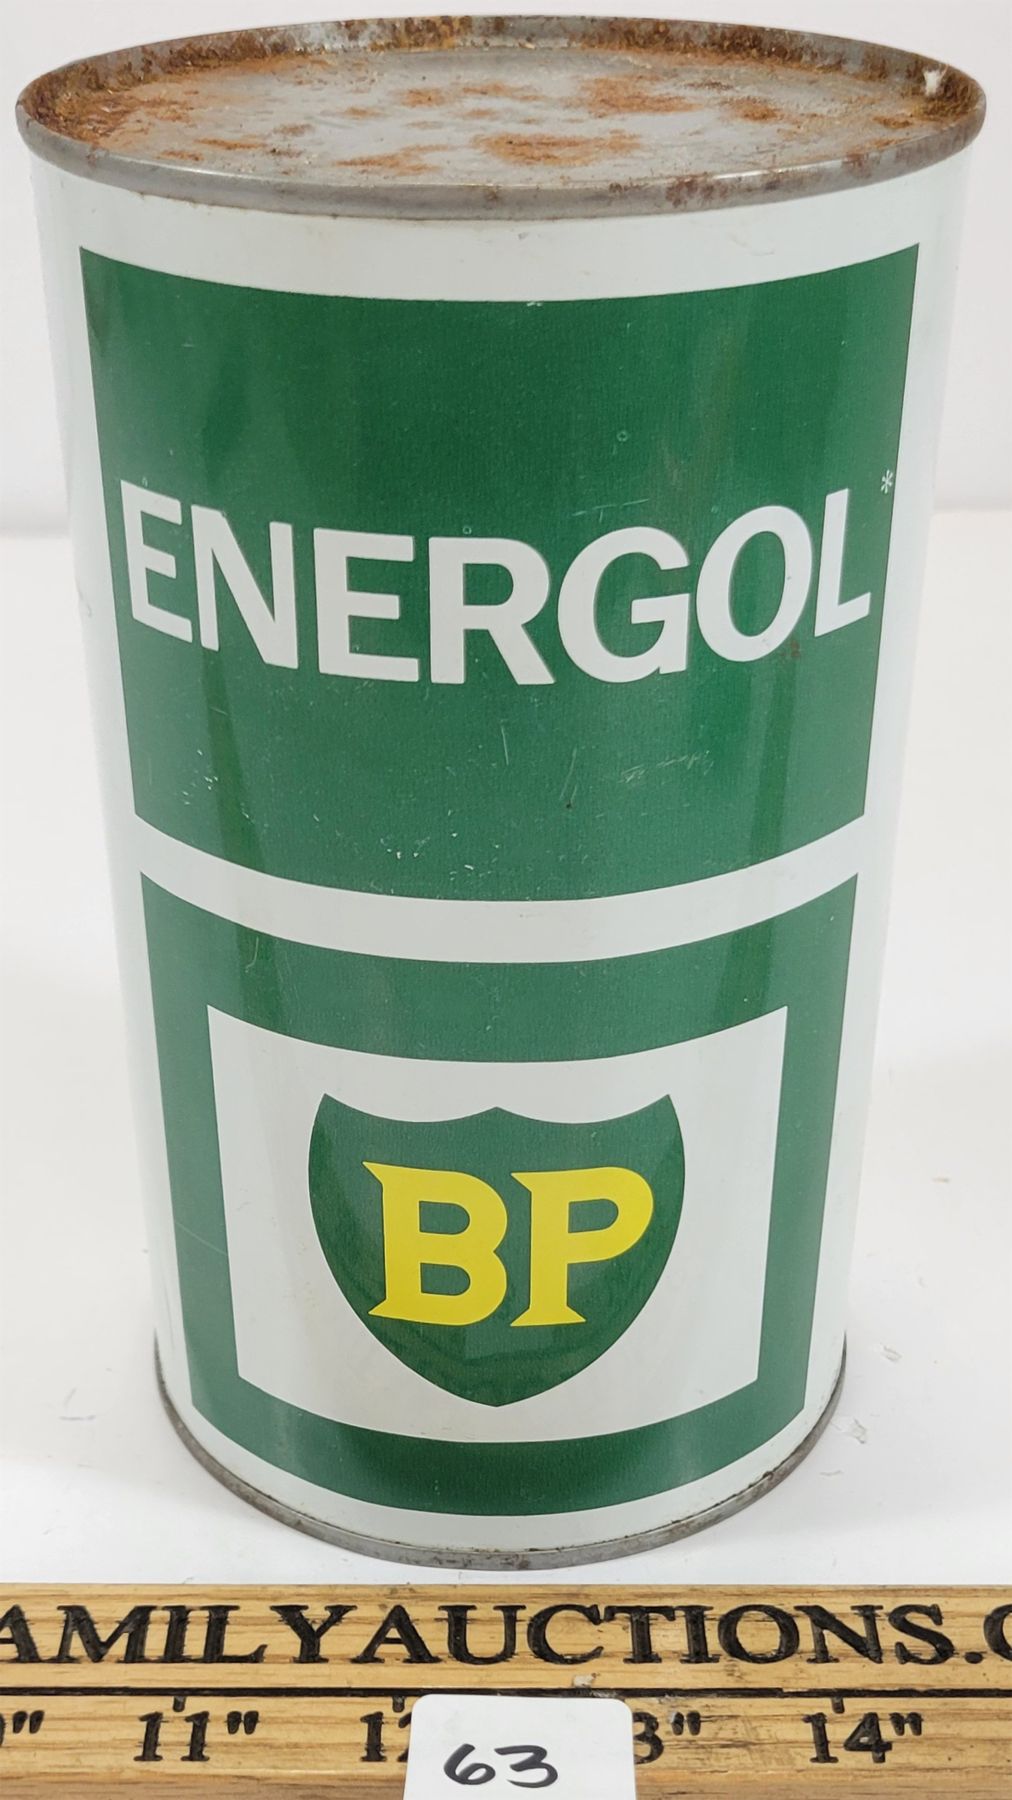 ENERGOL*
BP
AMILYAUCTIONS.C
11" 14"
63